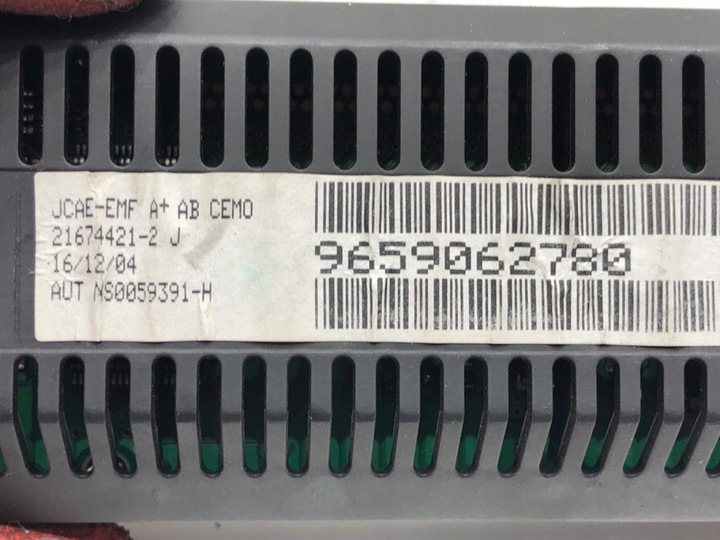 JCAE-EMF A+ AB CEMO
21674421-2 J
16/12/04
AUT NS0059391-H
9659062780